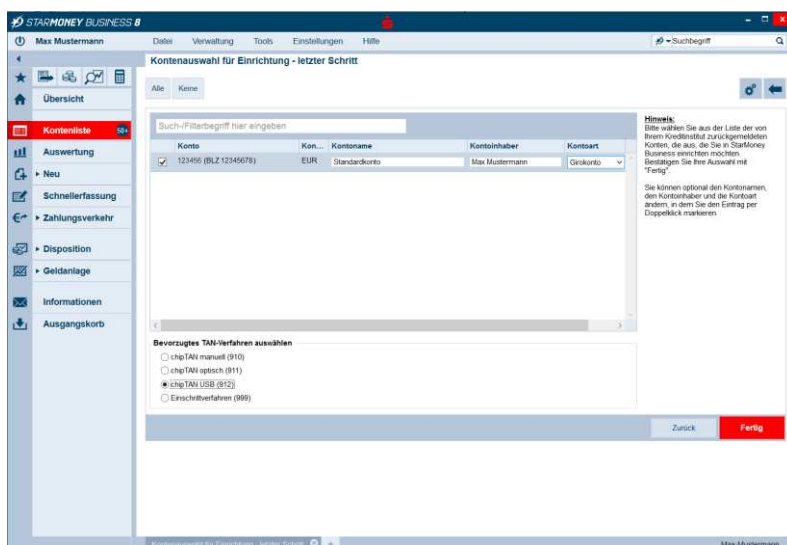 STARMONEY BUSINESS 8
Max Mustermann
Datei Verwaltung Tools Einstellungen Hilfe
Suchbegriff
Kontenauswahl für Einrichtung - letzter Schritt
Alle Keine
Übersicht
Kontenliste
Auswertung
Neu
Schnellerfassung
Zahlungsverkehr
Disposition
Geldanlage
Informationen
Ausgangskorb
Such-/Filterbegriff hier eingeben
Konto Kon... Kontoname Kontoinhaber Kontoart
123456 (BLZ 12345678) EUR Standardkonto Max Mustermann Girokonto
Bevorzugtes TAN-Verfahren auswählen
chipTAN manuell (910)
chipTAN optisch (911)
chipTAN USB (912)
Einschrittverfahren (999)
Hinweis:
Bitte wählen Sie aus der Liste der von
Ihrem Kreditinstitut zurückgemeldeten
Konten, die aus, die Sie in StarMoney
Business einrichten möchten.
Bestätigen Sie Ihre Auswahl mit
"Fertig".
Sie können optional den Kontonamen,
den Kontoinhaber und die Kontoart
ändern, in dem Sie den Eintrag per
Doppelklick markieren.
Zurück Fertig
Kontenauswahl für Einrichtung - letzter Schritt
Max Mustermann